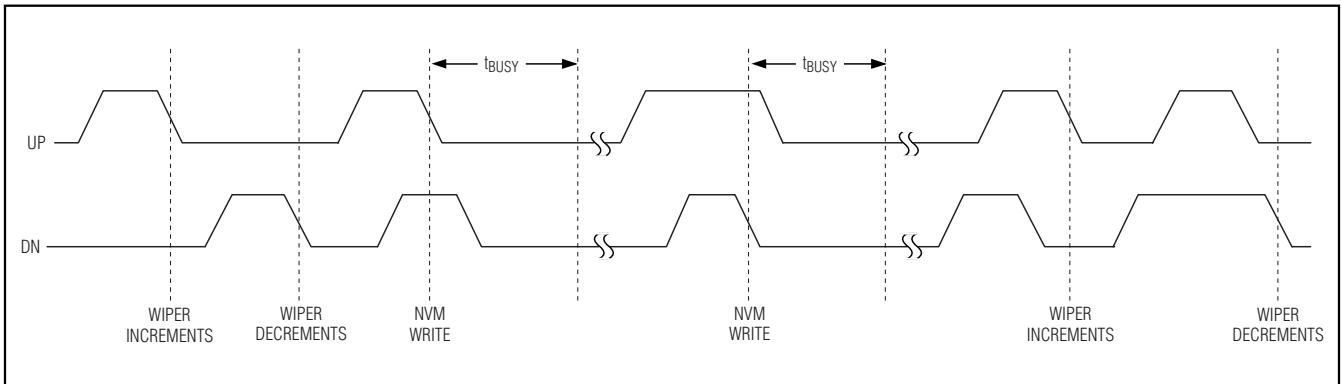 tBUSY
tBUSY
UP
DN
WIPER
INCREMENTS
WIPER
DECREMENTS
NVM
WRITE
NVM
WRITE
WIPER
INCREMENTS
WIPER
DECREMENTS